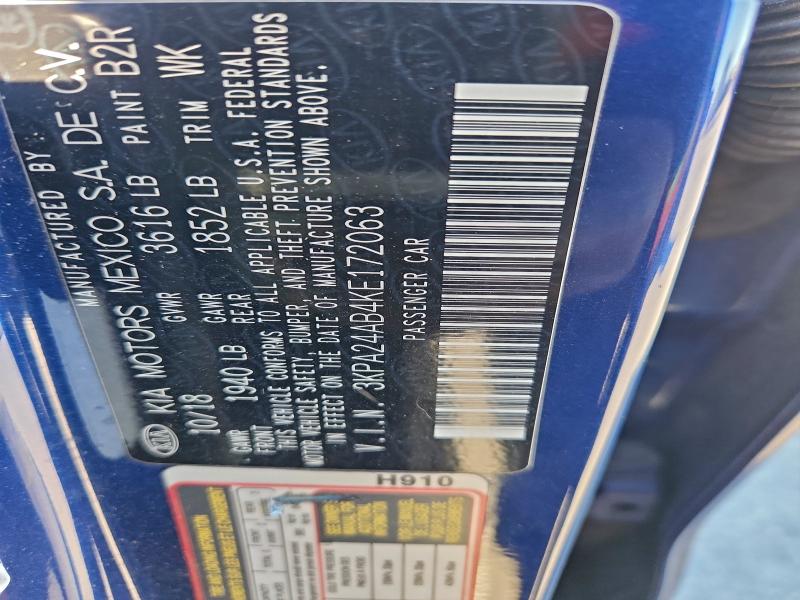 MANUFACTURED BY:
KIA KIA MOTORS MEXICO S.A. DE C.V.
10/18 GVWR 3616 LB PAINT B2R
GAWR FRONT 1940 LB GAWR REAR 1852 LB TRIM WK
THIS VEHICLE CONFORMS TO ALL APPLICABLE U.S.A. FEDERAL
MOTOR VEHICLE SAFETY, BUMPER, AND THEFT PREVENTION STANDARDS
IN EFFECT ON THE DATE OF MANUFACTURE SHOWN ABOVE.
V.I.N. 3KPA24AB4KE172063
PASSENGER CAR
H910